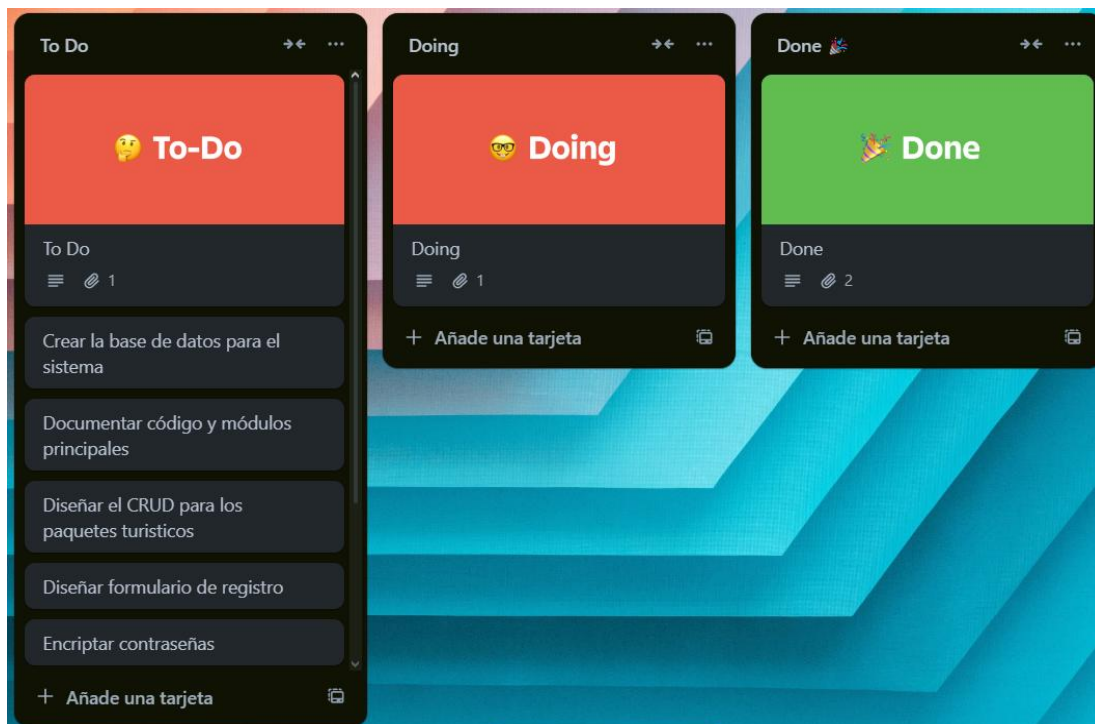 To Do
🤔 To-Do
To Do
1
Crear la base de datos para el
sistema
Documentar código y módulos
principales
Diseñar el CRUD para los
paquetes turisticos
Diseñar formulario de registro
Encriptar contraseñas
+ Añade una tarjeta
Doing
🤓 Doing
Doing
1
+ Añade una tarjeta
Done 🎉
🎉 Done
Done
2
+ Añade una tarjeta